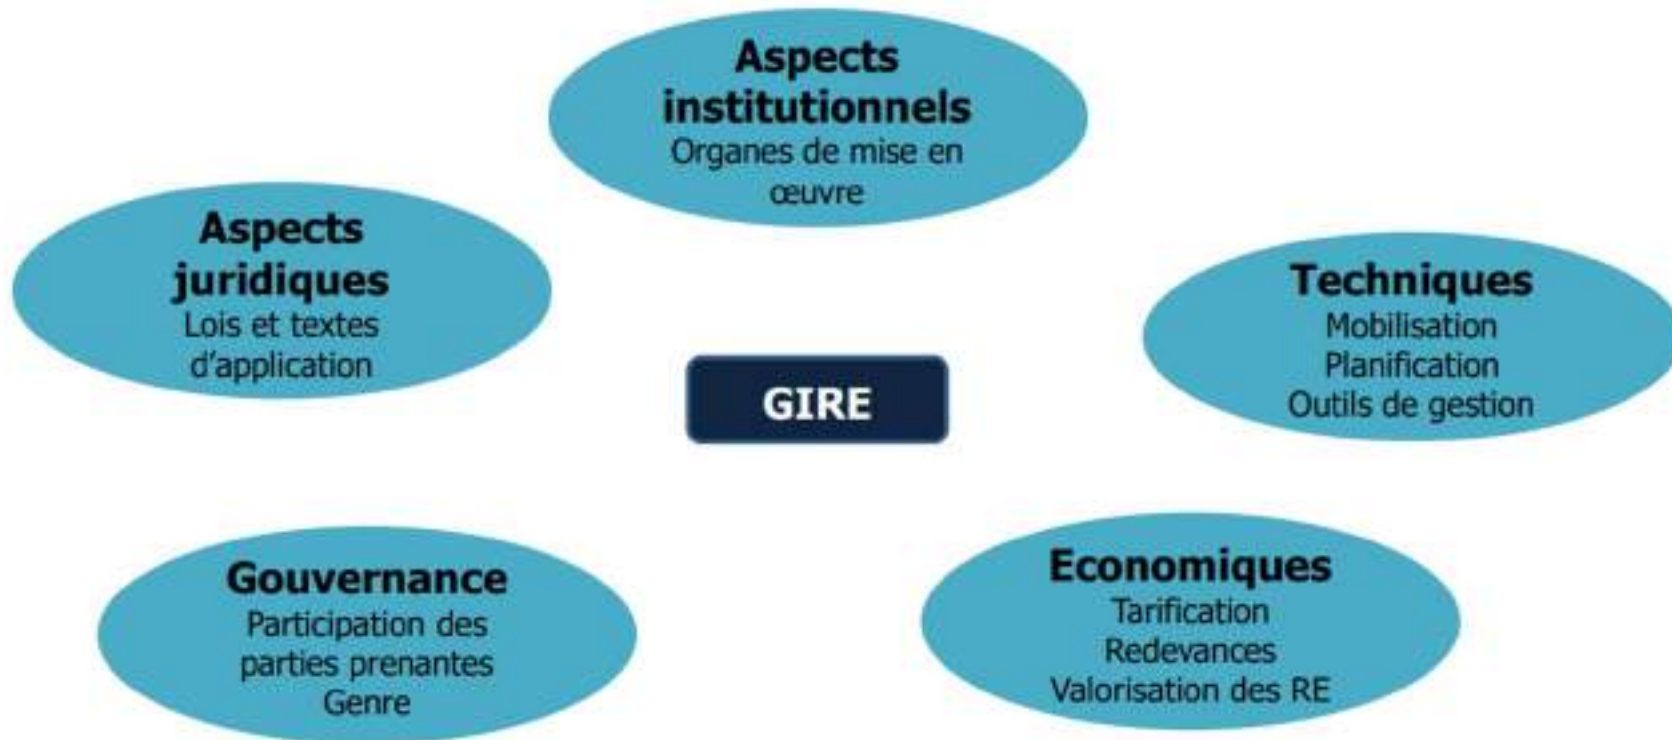 Aspects
institutionnels
Organes de mise en
œuvre
Aspects
juridiques
Lois et textes
d'application
Techniques
Mobilisation
Planification
Outils de gestion
GIRE
Gouvernance
Participation des
parties prenantes
Genre
Economiques
Tarification
Redevances
Valorisation des RE